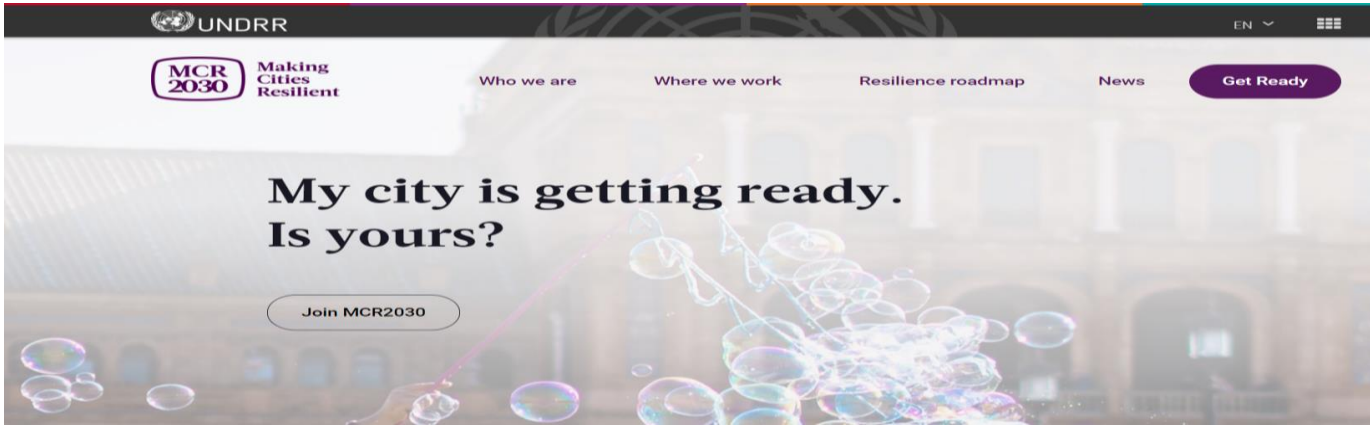 UNDRR
EN
MCR
2030
Making
Cities
Resilient
Who we are
Where we work
Resilience roadmap
News
Get Ready
My city is getting ready.
Is yours?
Join MCR2030